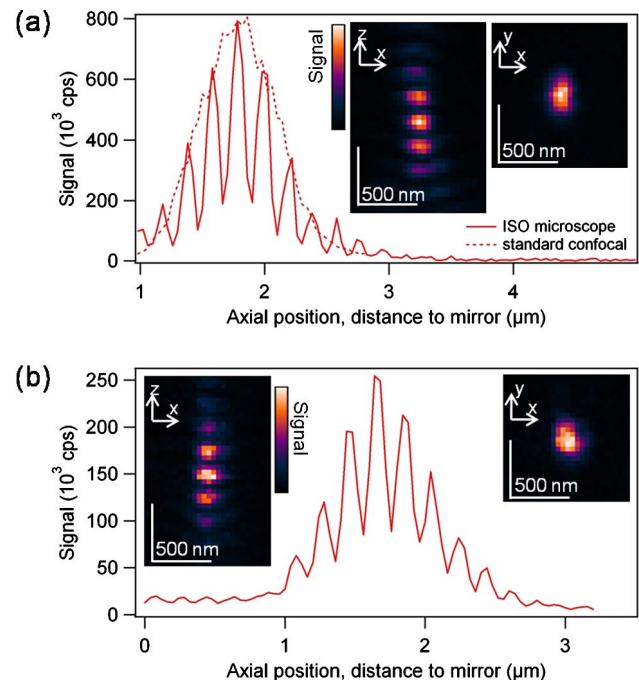 (a)
800
600
400
200
0
Signal (10³ cps)
Signal
z
x
500 nm
y
x
500 nm
ISO microscope
standard confocal
1 2 3 4
Axial position, distance to mirror (µm)
(b)
250
200
150
100
50
0
Signal (10³ cps)
z
x
500 nm
Signal
y
x
500 nm
0 1 2 3
Axial position, distance to mirror (µm)